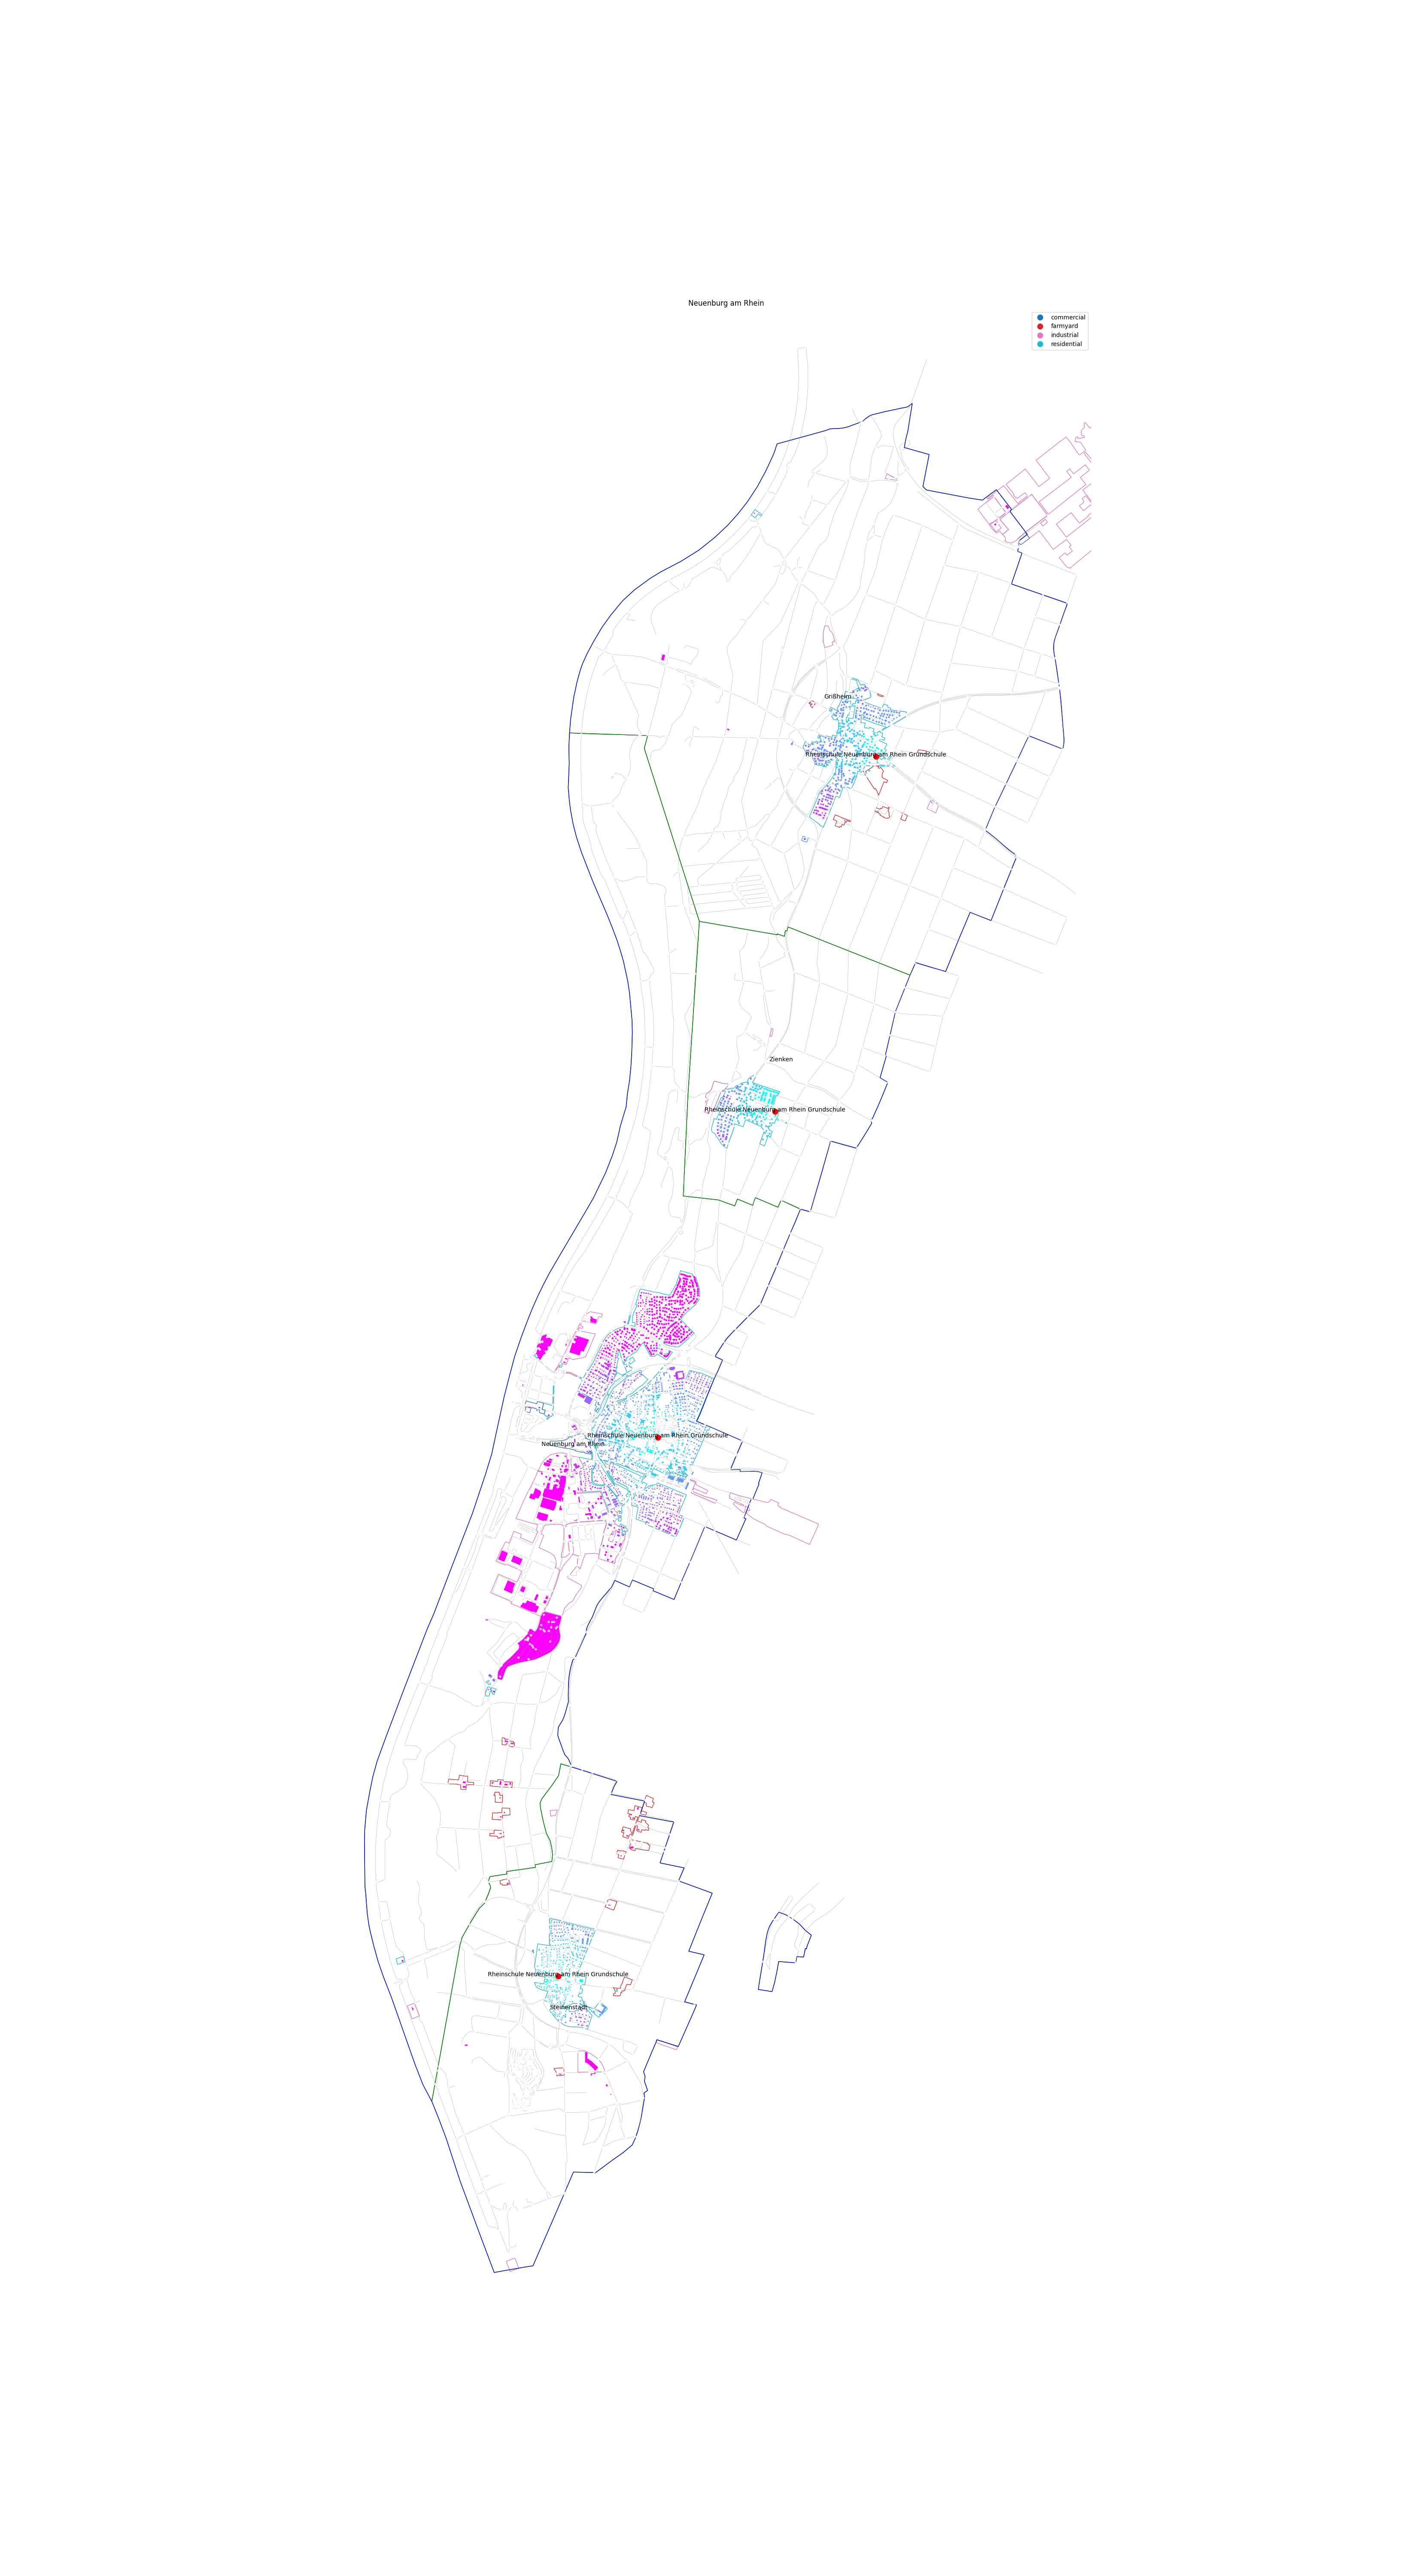 Neuenburg am Rhein
commercial
farmyard
industrial
residential
Grißheim
Rheinschule Neuenburg am Rhein Grundschule
Zienken
Rheinschule Neuenburg am Rhein Grundschule
Rheinschule Neuenburg am Rhein Grundschule
Neuenburg am Rhein
Rheinschule Neuenburg am Rhein Grundschule
Steinenstadt